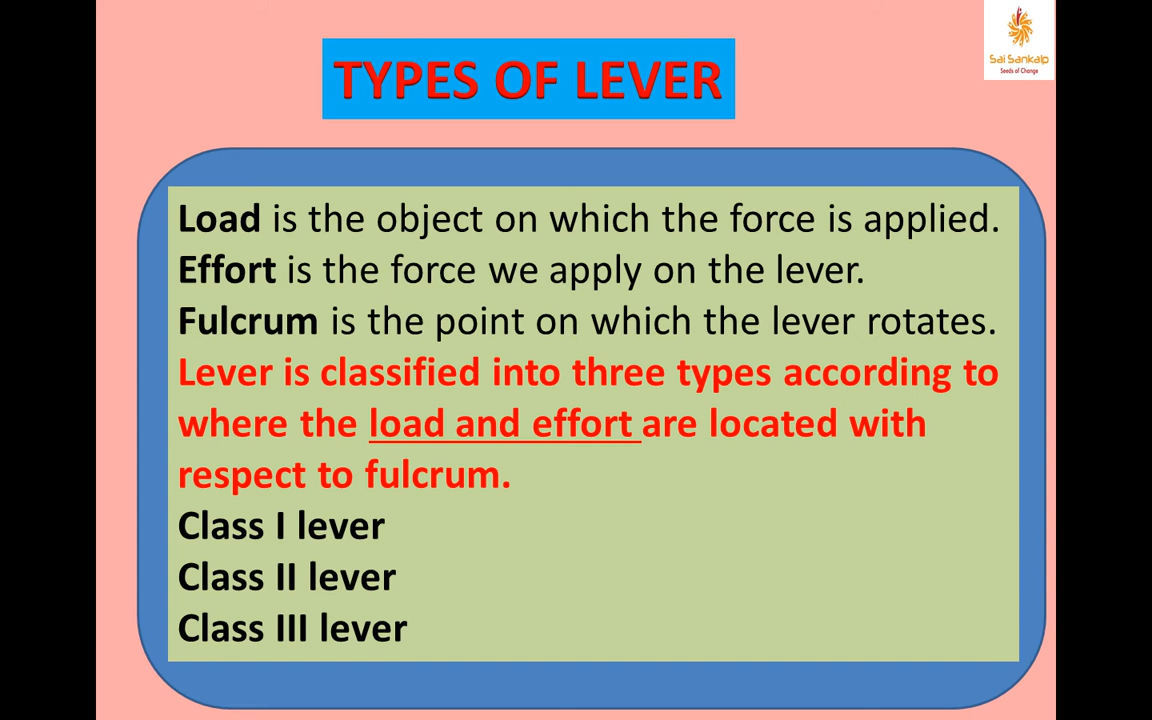 Sai Sankalp
Seeds of Change
TYPES OF LEVER
Load is the object on which the force is applied.
Effort is the force we apply on the lever.
Fulcrum is the point on which the lever rotates.
Lever is classified into three types according to
where the load and effort are located with
respect to fulcrum.
Class I lever
Class II lever
Class III lever